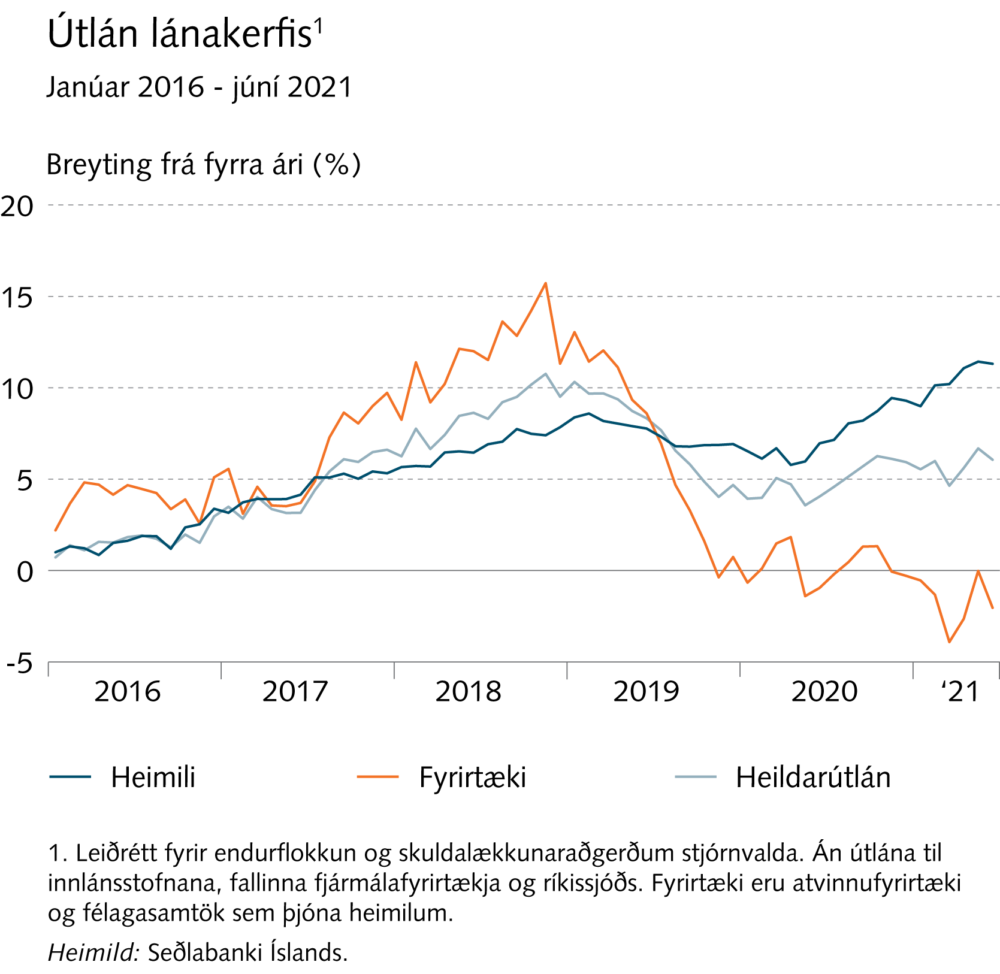 Útlán lánakerfis¹
Janúar 2016 - júní 2021
Breyting frá fyrra ári (%)
20
15
10
5
0
-5
2016 2017 2018 2019 2020 ‘21
Heimili Fyrirtæki Heildarútlán
1. Leiðrétt fyrir endurflokkun og skuldalækkunaraðgerðum stjórnvalda. Án útlána til
innlánsstofnana, fallinna fjármálafyrirtækja og ríkissjóðs. Fyrirtæki eru atvinnufyrirtæki
og félagasamtök sem þjóna heimilum.
Heimild: Seðlabanki Íslands.